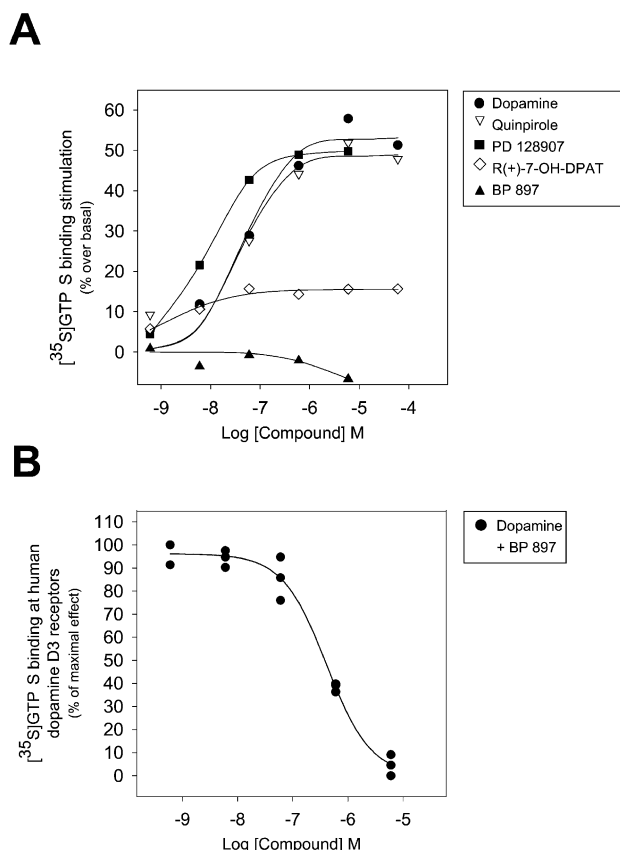 A
[35S]GTP S binding stimulation
(% over basal)
60
50
40
30
20
10
0
-9
-8
-7
-6
-5
-4
Log [Compound] M
Dopamine
Quinpirole
PD 128907
R(+)-7-OH-DPAT
BP 897
B
[35S]GTP S binding at human
dopamine D3 receptors
(% of maximal effect)
110
100
90
80
70
60
50
40
30
20
10
0
-9
-8
-7
-6
-5
Log [Compound] M
Dopamine
+ BP 897